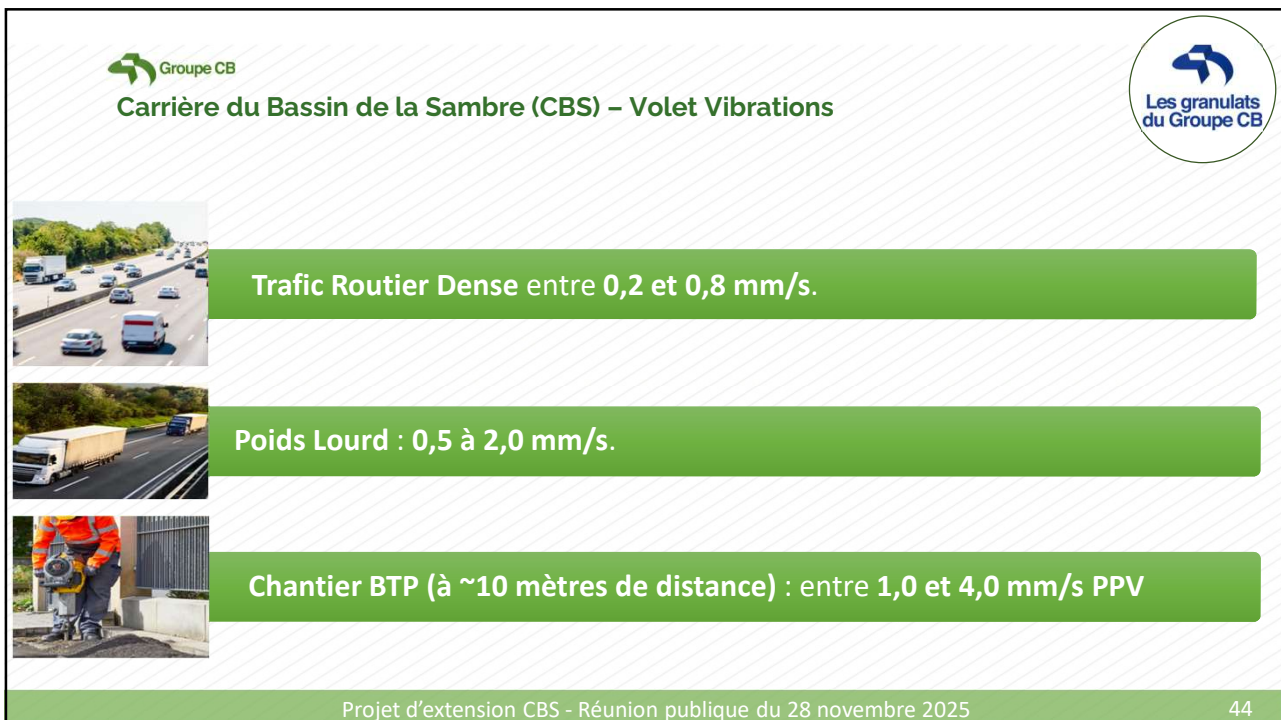 Groupe CB
Carrière du Bassin de la Sambre (CBS) – Volet Vibrations
Les granulats
du Groupe CB
Trafic Routier Dense entre 0,2 et 0,8 mm/s.
Poids Lourd : 0,5 à 2,0 mm/s.
Chantier BTP (à ~10 mètres de distance) : entre 1,0 et 4,0 mm/s PPV
Projet d'extension CBS - Réunion publique du 28 novembre 2025
44